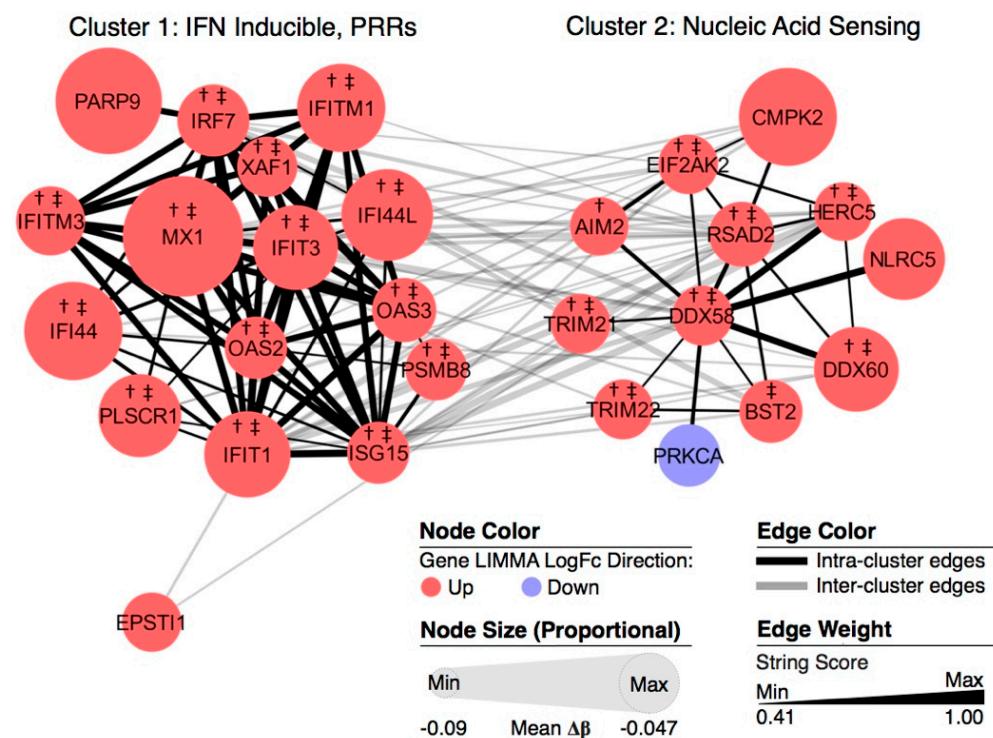 Cluster 1: IFN Inducible, PRRs
Cluster 2: Nucleic Acid Sensing
PARP9
† ‡
IRF7
† ‡
IFITM1
† ‡
XAF1
† ‡
IFITM3
† ‡
MX1
† ‡
IFIT3
† ‡
IFI44L
† ‡
IFI44
† ‡
OAS2
† ‡
OAS3
† ‡
PSMB8
† ‡
PLSCR1
† ‡
IFIT1
† ‡
ISG15
EPSTI1
CMPK2
† ‡
EIF2AK2
† ‡
AIM2
† ‡
RSAD2
† ‡
HERC5
NLRC5
† ‡
TRIM21
† ‡
DDX58
† ‡
DDX60
† ‡
TRIM22
‡
BST2
PRKCA
Node Color
Gene LIMMA LogFc Direction:
Up
Down
Node Size (Proportional)
Min
Max
-0.09
Mean Δβ
-0.047
Edge Color
Intra-cluster edges
Inter-cluster edges
Edge Weight
String Score
Min
Max
0.41
1.00